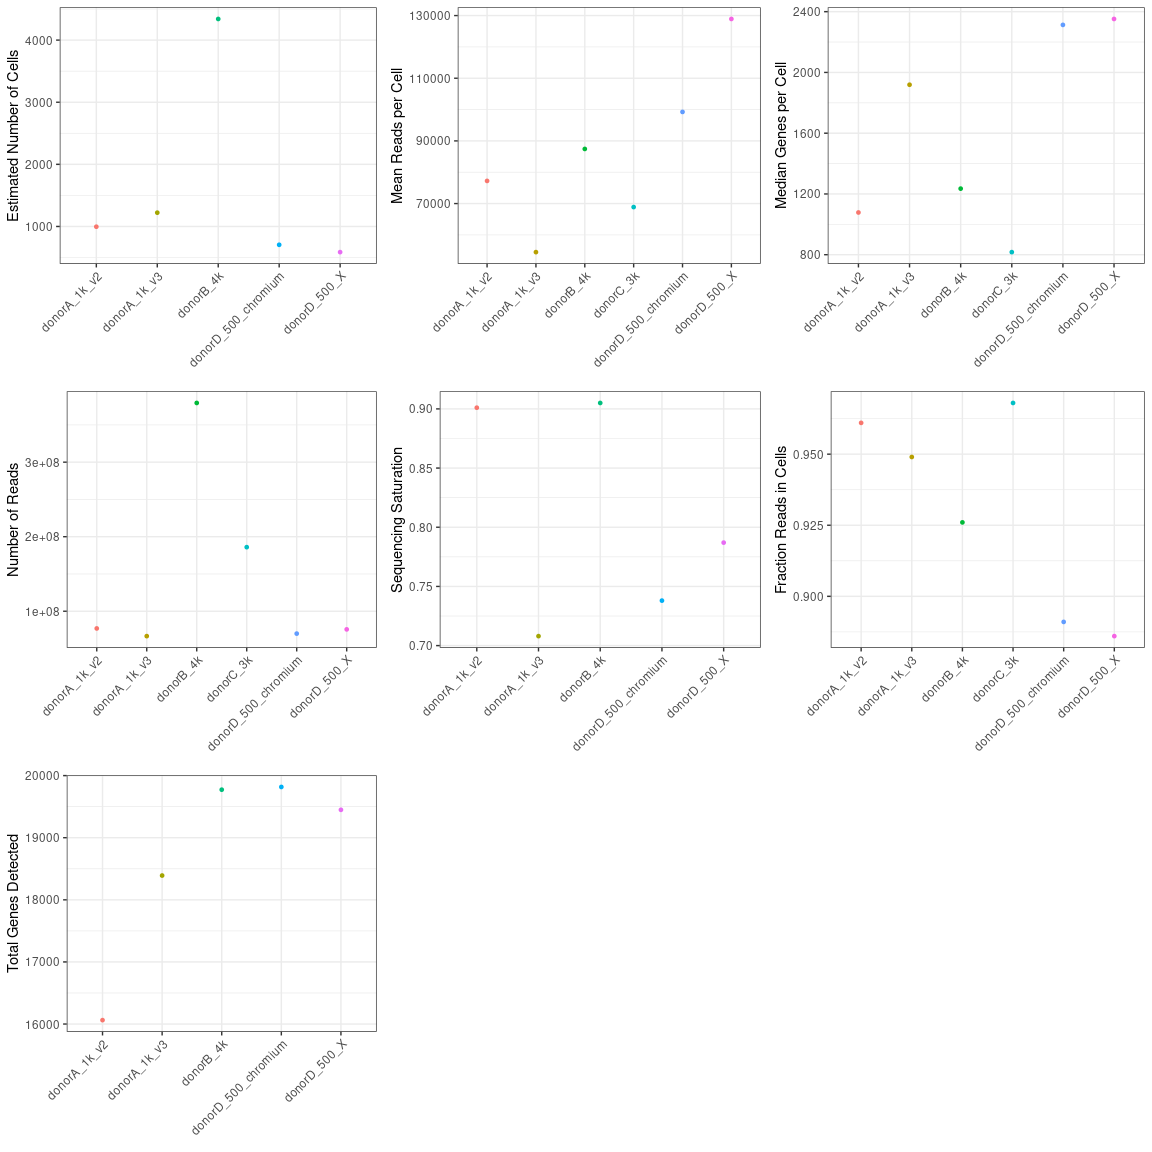 Estimated Number of Cells
4000
3000
2000
1000
donorA_1k_v2
donorA_1k_v3
donorB_4k
donorD_500_chromium
donorD_500_X
Mean Reads per Cell
130000
110000
90000
70000
donorA_1k_v2
donorA_1k_v3
donorB_4k
donorC_3k
donorD_500_chromium
donorD_500_X
Median Genes per Cell
2400
2000
1600
1200
800
donorA_1k_v2
donorA_1k_v3
donorB_4k
donorC_3k
donorD_500_chromium
donorD_500_X
Number of Reads
3e+08
2e+08
1e+08
donorA_1k_v2
donorA_1k_v3
donorB_4k
donorC_3k
donorD_500_chromium
donorD_500_X
Sequencing Saturation
0.90
0.85
0.80
0.75
0.70
donorA_1k_v2
donorA_1k_v3
donorB_4k
donorD_500_chromium
donorD_500_X
Fraction Reads in Cells
0.950
0.925
0.900
donorA_1k_v2
donorA_1k_v3
donorB_4k
donorC_3k
donorD_500_chromium
donorD_500_X
Total Genes Detected
20000
19000
18000
17000
16000
donorA_1k_v2
donorA_1k_v3
donorB_4k
donorD_500_chromium
donorD_500_X